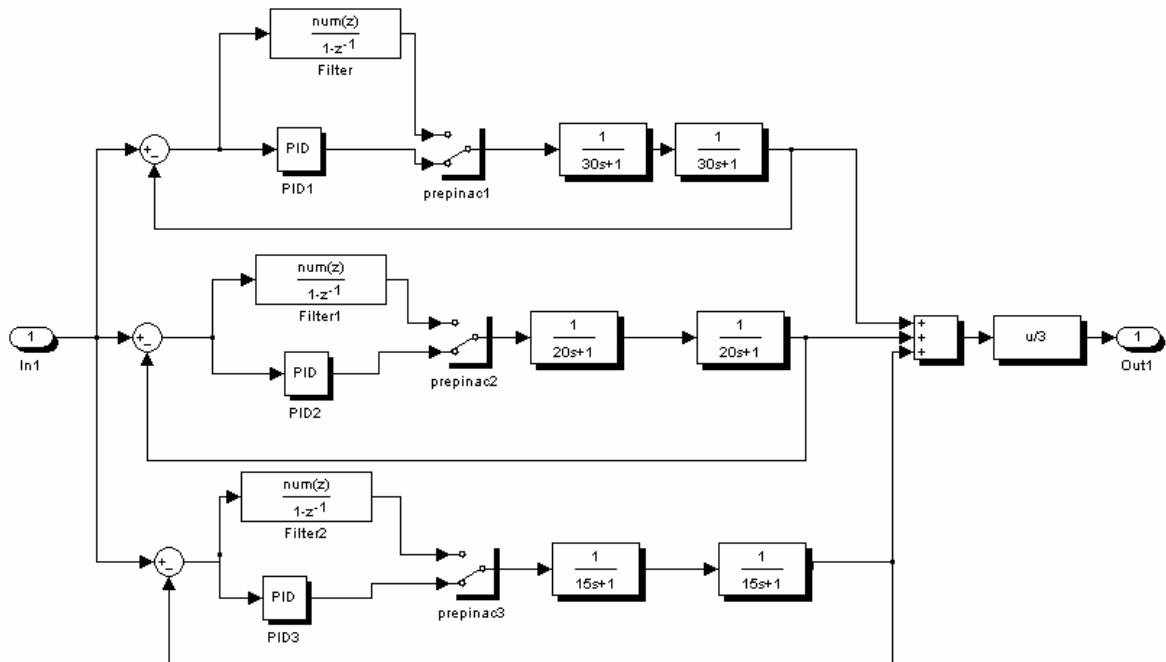 num(z)
1-z-1
Filter
+
-
PID
PID1
prepinac1
1
30s+1
1
30s+1
num(z)
1-z-1
Filter1
1
In1
+
-
PID
PID2
prepinac2
1
20s+1
1
20s+1
+
+
+
u/3
1
Out1
num(z)
1-z-1
Filter2
+
-
PID
PID3
prepinac3
1
15s+1
1
15s+1